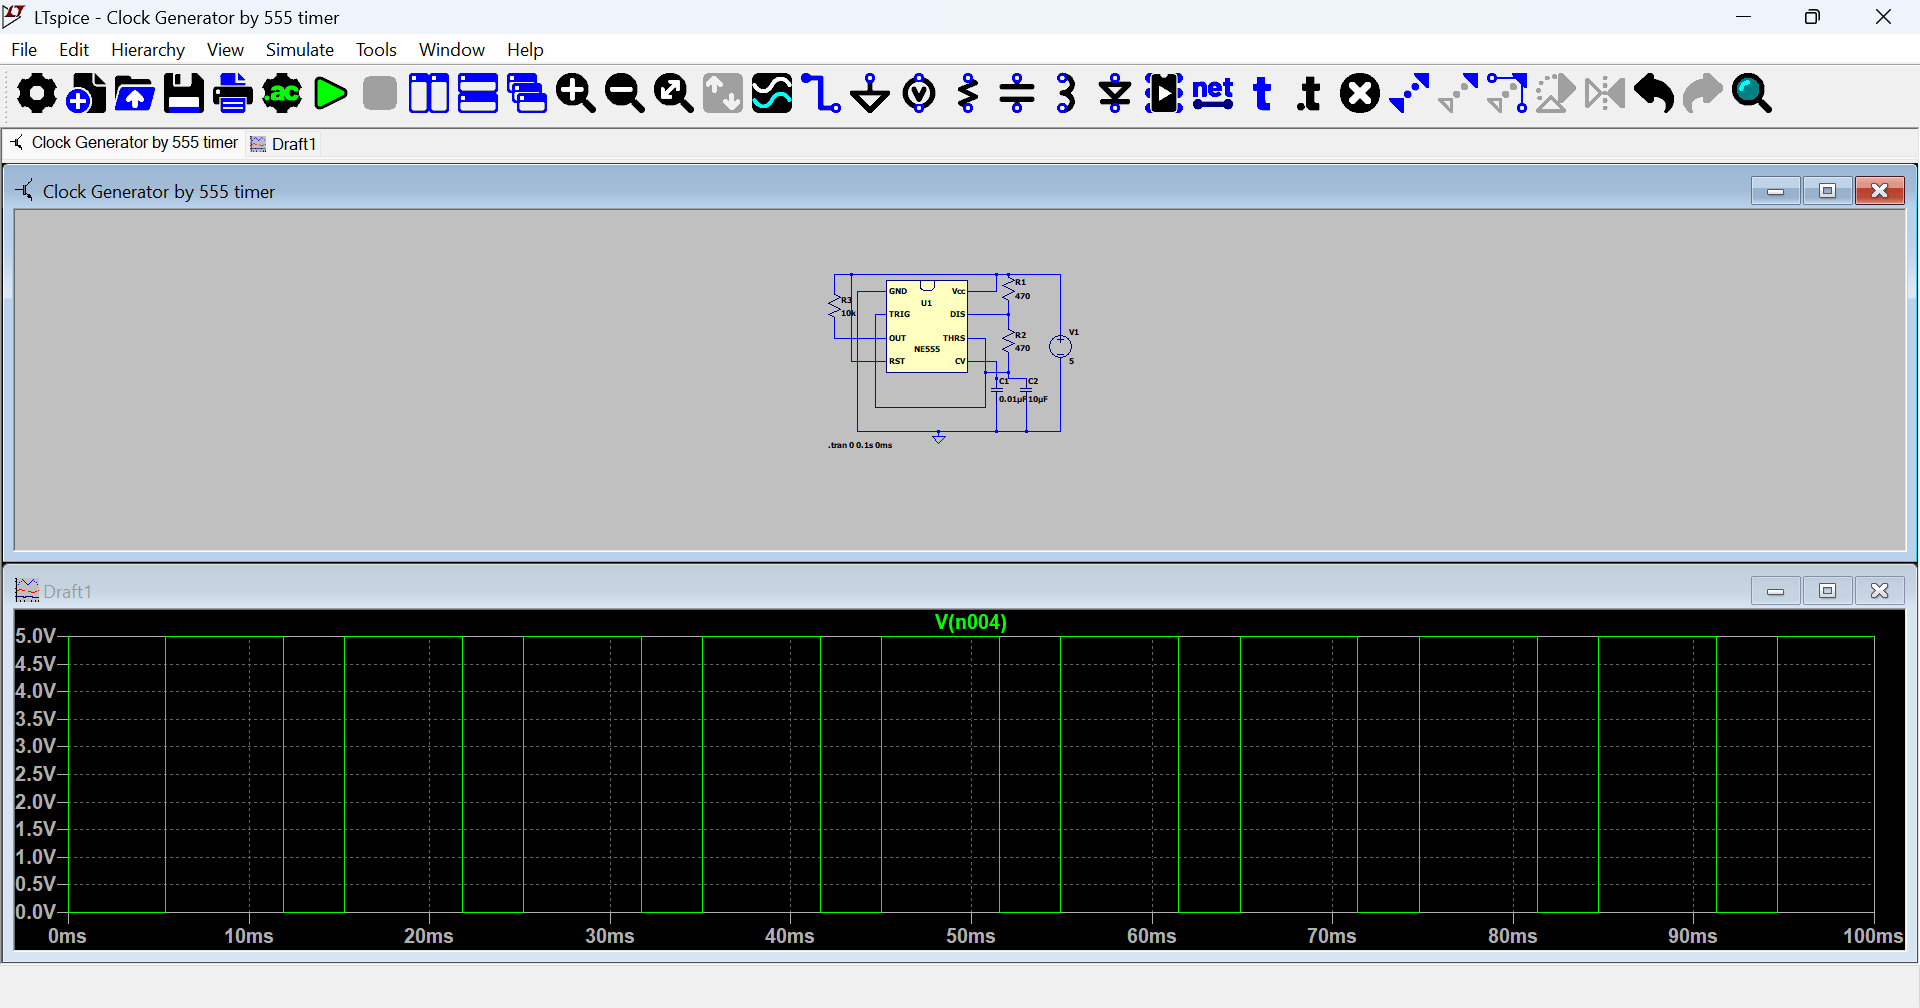 LTspice - Clock Generator by 555 timer
File Edit Hierarchy View Simulate Tools Window Help
.ac net t .t
Clock Generator by 555 timer Draft1
Clock Generator by 555 timer
GND Vcc R1
U1 470
R3
10k TRIG DIS
OUT THRS R2 V1
NE555 470
RST CV 5
C1 C2
0.01µF 10µF
.tran 0 0.1s 0ms
Draft1
V(n004)
5.0V
4.5V
4.0V
3.5V
3.0V
2.5V
2.0V
1.5V
1.0V
0.5V
0.0V
0ms 10ms 20ms 30ms 40ms 50ms 60ms 70ms 80ms 90ms 100ms